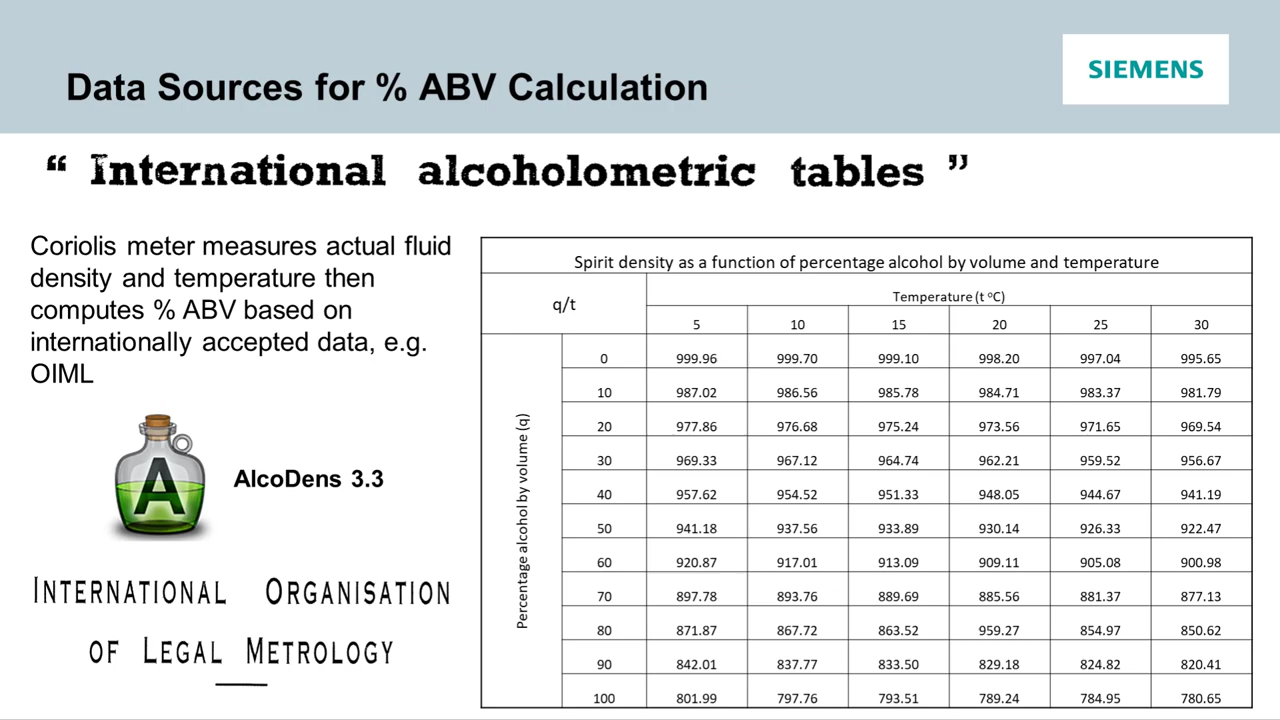 Data Sources for % ABV Calculation
SIEMENS
“ International alcoholometric tables ”
Coriolis meter measures actual fluid
density and temperature then
computes % ABV based on
internationally accepted data, e.g.
OIML
A
AlcoDens 3.3
INTERNATIONAL ORGANISATION
OF LEGAL METROLOGY
Spirit density as a function of percentage alcohol by volume and temperature
q/t
Temperature (t ºC)
5 10 15 20 25 30
Percentage alcohol by volume (q)
0 999.96 999.70 999.10 998.20 997.04 995.65
10 987.02 986.56 985.78 984.71 983.37 981.79
20 977.86 976.68 975.24 973.56 971.65 969.54
30 969.33 967.12 964.74 962.21 959.52 956.67
40 957.62 954.52 951.33 948.05 944.67 941.19
50 941.18 937.56 933.89 930.14 926.33 922.47
60 920.87 917.01 913.09 909.11 905.08 900.98
70 897.78 893.76 889.69 885.56 881.37 877.13
80 871.87 867.72 863.52 959.27 854.97 850.62
90 842.01 837.77 833.50 829.18 824.82 820.41
100 801.99 797.76 793.51 789.24 784.95 780.65